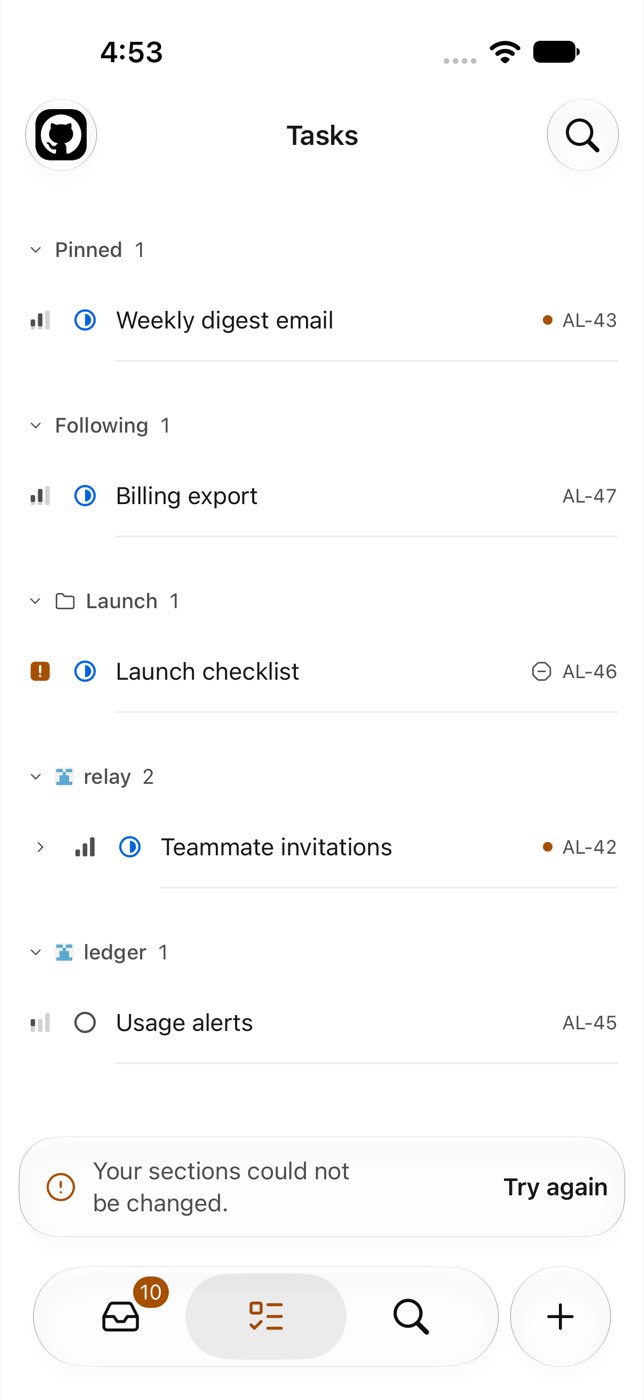 4:53
Tasks
Pinned 1
Weekly digest email AL-43
Following 1
Billing export AL-47
Launch 1
Launch checklist AL-46
relay 2
Teammate invitations AL-42
ledger 1
Usage alerts AL-45
Your sections could not
be changed.
Try again
10